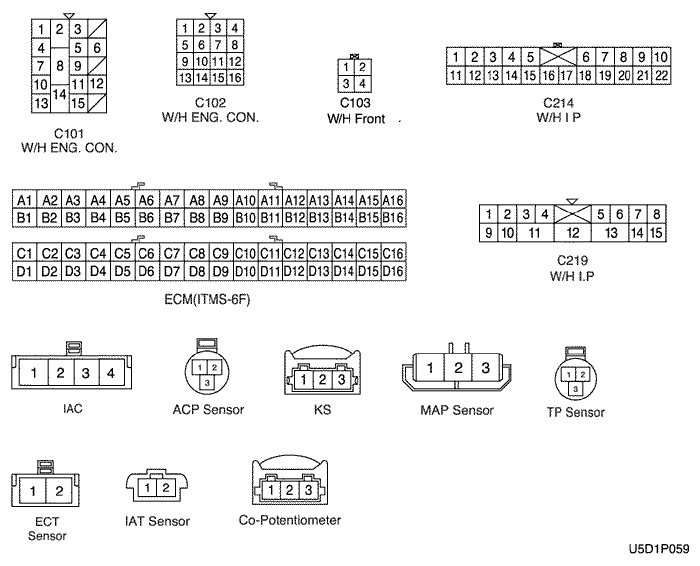 1 2 3
4 5 6
7 8 9
10 11 12
13 14 15
C101
W/H ENG. CON.
1 2 3 4
5 6 7 8
9 10 11 12
13 14 15 16
C102
W/H ENG. CON.
1 2
3 4
C103
W/H Front .
1 2 3 4 5 6 7 8 9 10
11 12 13 14 15 16 17 18 19 20 21 22
C214
W/H I P
A1 A2 A3 A4 A5 A6 A7 A8 A9 A10 A11 A12 A13 A14 A15 A16
B1 B2 B3 B4 B5 B6 B7 B8 B9 B10 B11 B12 B13 B14 B15 B16
C1 C2 C3 C4 C5 C6 C7 C8 C9 C10 C11 C12 C13 C14 C15 C16
D1 D2 D3 D4 D5 D6 D7 D8 D9 D10 D11 D12 D13 D14 D15 D16
ECM(ITMS-6F)
1 2 3 4 5 6 7 8
9 10 11 12 13 14 15
C219
W/H I.P
1 2 3 4
IAC
1 2
3
ACP Sensor
1 2 3
KS
1 2 3
MAP Sensor
1 2
3
TP Sensor
1 2
ECT
Sensor
1 2
IAT Sensor
1 2 3
Co-Potentiometer
U5D1P059